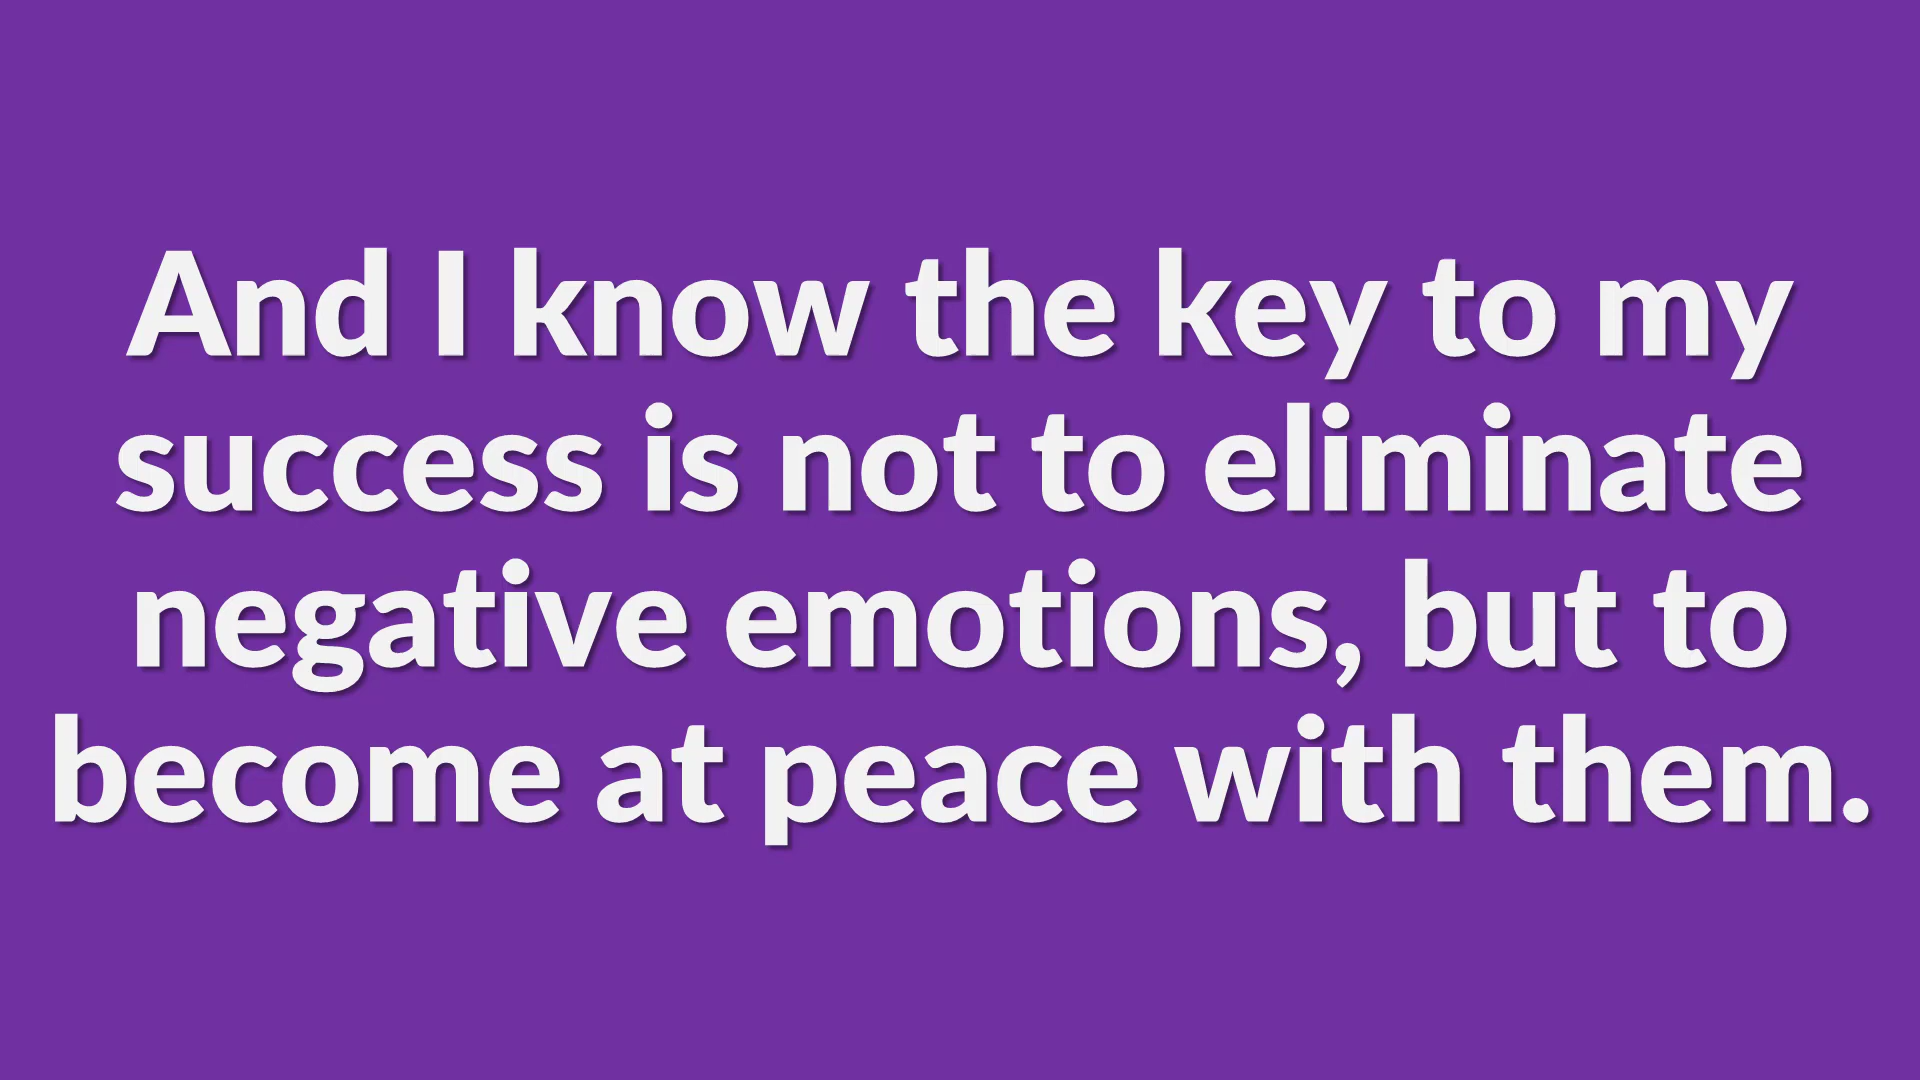 And I know the key to my
success is not to eliminate
negative emotions, but to
become at peace with them.